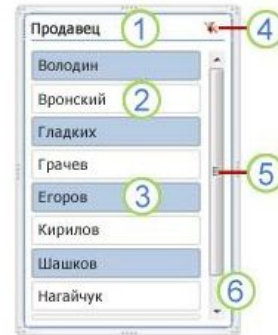 Продавец 1 4
Володин
Вронский 2
Гладких
Грачев
5
Егоров 3
Кирилов
Шашков
6
Нагайчук